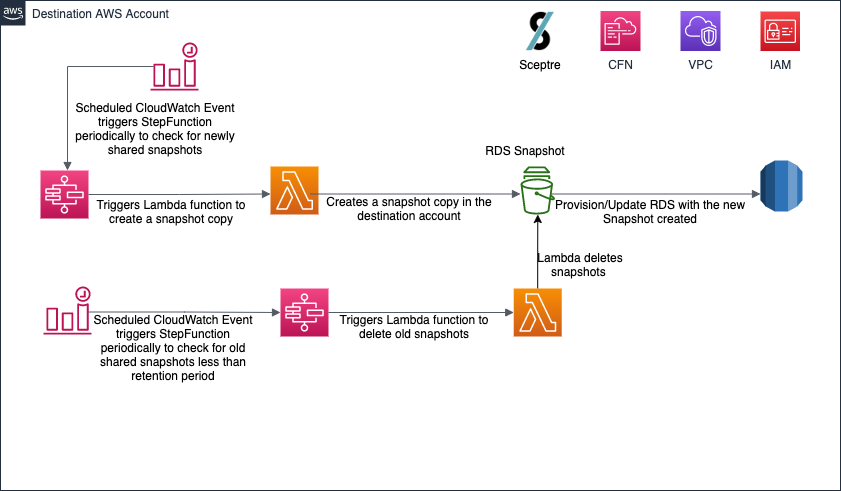 aws
Destination AWS Account
Sceptre
CFN
VPC
IAM
Scheduled CloudWatch Event
triggers StepFunction
periodically to check for newly
shared snapshots
Triggers Lambda function to
create a snapshot copy
Creates a snapshot copy in the
destination account
RDS Snapshot
Provision/Update RDS with the new
Snapshot created
Lambda deletes
snapshots
Scheduled CloudWatch Event
triggers StepFunction
periodically to check for old
shared snapshots less than
retention period
Triggers Lambda function to
delete old snapshots